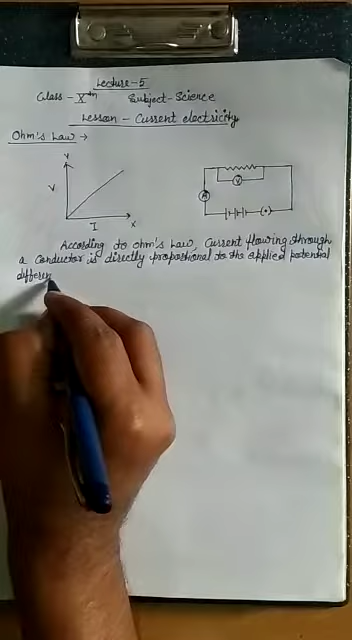 Lecture-5
Class - Xth Subject-Science
Lesson - Current electricity
Ohm's Law →
Y
V
I
X
V
A
According to ohm's Law, Current flowing through
a Conductor is directly propostional to the applied potential
differen